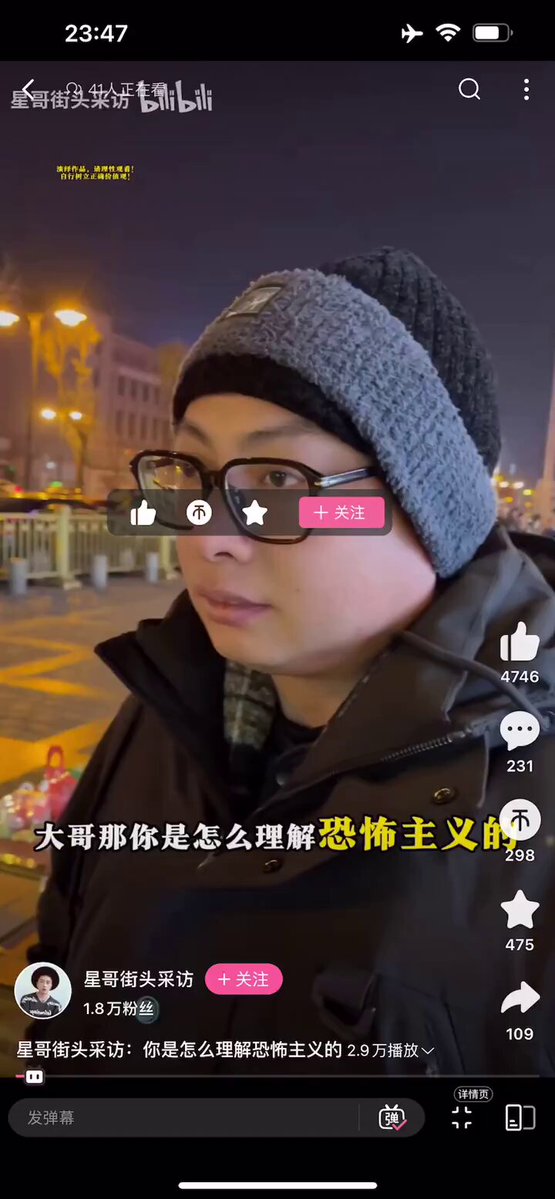 23:47
41人正在看
星哥街头采访 bilibili
演绎作品，请理性观看！
自行树立正确价值观！
+ 关注
4746
231
大哥那你是怎么理解恐怖主义的
298
475
星哥街头采访 + 关注
1.8万粉丝
109
星哥街头采访：你是怎么理解恐怖主义的 2.9万播放
详情页
发弹幕
弹